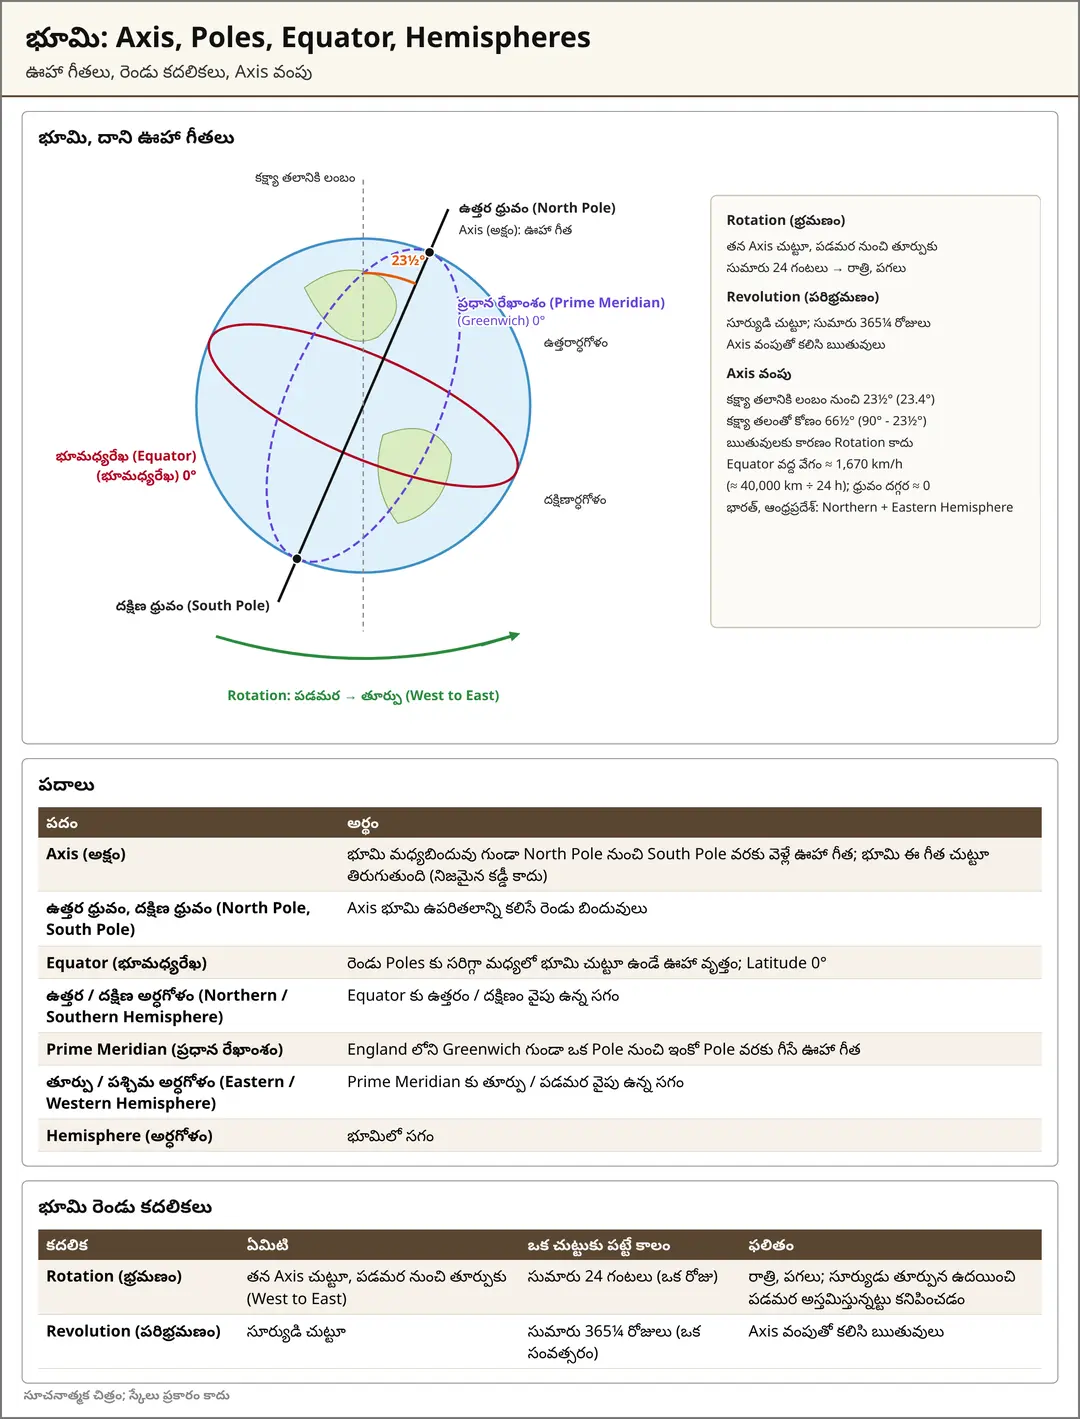 భూమి: Axis, Poles, Equator, Hemispheres
ఊహా గీతలు, రెండు కదలికలు, Axis వంపు
భూమి, దాని ఊహా గీతలు
కక్ష్యా తలానికి లంబం
ఉత్తర ధ్రువం (North Pole)
Axis (అక్షం): ఊహా గీత
23½°
ప్రధాన రేఖాంశం (Prime Meridian)
(Greenwich) 0°
ఉత్తరార్ధగోళం
భూమధ్యరేఖ (Equator)
(భూమధ్యరేఖ) 0°
దక్షిణార్ధగోళం
దక్షిణ ధ్రువం (South Pole)
Rotation: పడమర → తూర్పు (West to East)
Rotation (భ్రమణం)
తన Axis చుట్టూ, పడమర నుంచి తూర్పుకు
సుమారు 24 గంటలు → రాత్రి, పగలు
Revolution (పరిభ్రమణం)
సూర్యుడి చుట్టూ; సుమారు 365¼ రోజులు
Axis వంపుతో కలిసి ఋతువులు
Axis వంపు
కక్ష్యా తలానికి లంబం నుంచి 23½° (23.4°)
కక్ష్యా తలంతో కోణం 66½° (90° - 23½°)
ఋతువులకు కారణం Rotation కాదు
Equator వద్ద వేగం ≈ 1,670 km/h
(≈ 40,000 km ÷ 24 h); ధ్రువం దగ్గర ≈ 0
భారత్, ఆంధ్రప్రదేశ్: Northern + Eastern Hemisphere
పదాలు
పదం అర్థం
Axis (అక్షం) భూమి మధ్యబిందువు గుండా North Pole నుంచి South Pole వరకు వెళ్లే ఊహా గీత; భూమి ఈ గీత చుట్టూ
తిరుగుతుంది (నిజమైన కడ్డీ కాదు)
ఉత్తర ధ్రువం, దక్షిణ ధ్రువం (North Pole, Axis భూమి ఉపరితలాన్ని కలిసే రెండు బిందువులు
South Pole)
Equator (భూమధ్యరేఖ) రెండు Poles కు సరిగ్గా మధ్యలో భూమి చుట్టూ ఉండే ఊహా వృత్తం; Latitude 0°
ఉత్తర / దక్షిణ అర్ధగోళం (Northern / Equator కు ఉత్తరం / దక్షిణం వైపు ఉన్న సగం
Southern Hemisphere)
Prime Meridian (ప్రధాన రేఖాంశం) England లోని Greenwich గుండా ఒక Pole నుంచి ఇంకో Pole వరకు గీసే ఊహా గీత
తూర్పు / పశ్చిమ అర్ధగోళం (Eastern / Prime Meridian కు తూర్పు / పడమర వైపు ఉన్న సగం
Western Hemisphere)
Hemisphere (అర్ధగోళం) భూమిలో సగం
భూమి రెండు కదలికలు
కదలిక ఏమిటి ఒక చుట్టుకు పట్టే కాలం ఫలితం
Rotation (భ్రమణం) తన Axis చుట్టూ, పడమర నుంచి తూర్పుకు సుమారు 24 గంటలు (ఒక రోజు) రాత్రి, పగలు; సూర్యుడు తూర్పున ఉదయించి
(West to East) పడమర అస్తమిస్తున్నట్టు కనిపించడం
Revolution (పరిభ్రమణం) సూర్యుడి చుట్టూ సుమారు 365¼ రోజులు (ఒక Axis వంపుతో కలిసి ఋతువులు
సంవత్సరం)
సూచనాత్మక చిత్రం; స్కేలు ప్రకారం కాదు